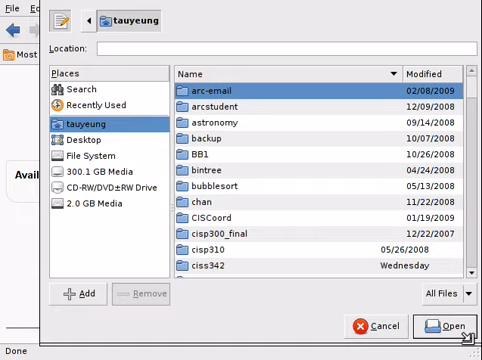 File Ec
tauyeung
Location:
Most
Places
Name Modified
Search
Recently Used
tauyeung
Desktop
File System
300.1 GB Media
CD-RW/DVD±RW Drive
2.0 GB Media
arc-email 02/08/2009
arcstudent 12/09/2008
astronomy 09/14/2008
backup 10/07/2008
BB1 10/26/2008
bintree 04/24/2008
bubblesort 05/13/2008
chan 11/22/2008
CISCoord 01/19/2009
cisp300_final 12/22/2007
cisp310 05/26/2008
ciss342 Wednesday
Avail
Add Remove
All Files
Cancel Open
Done